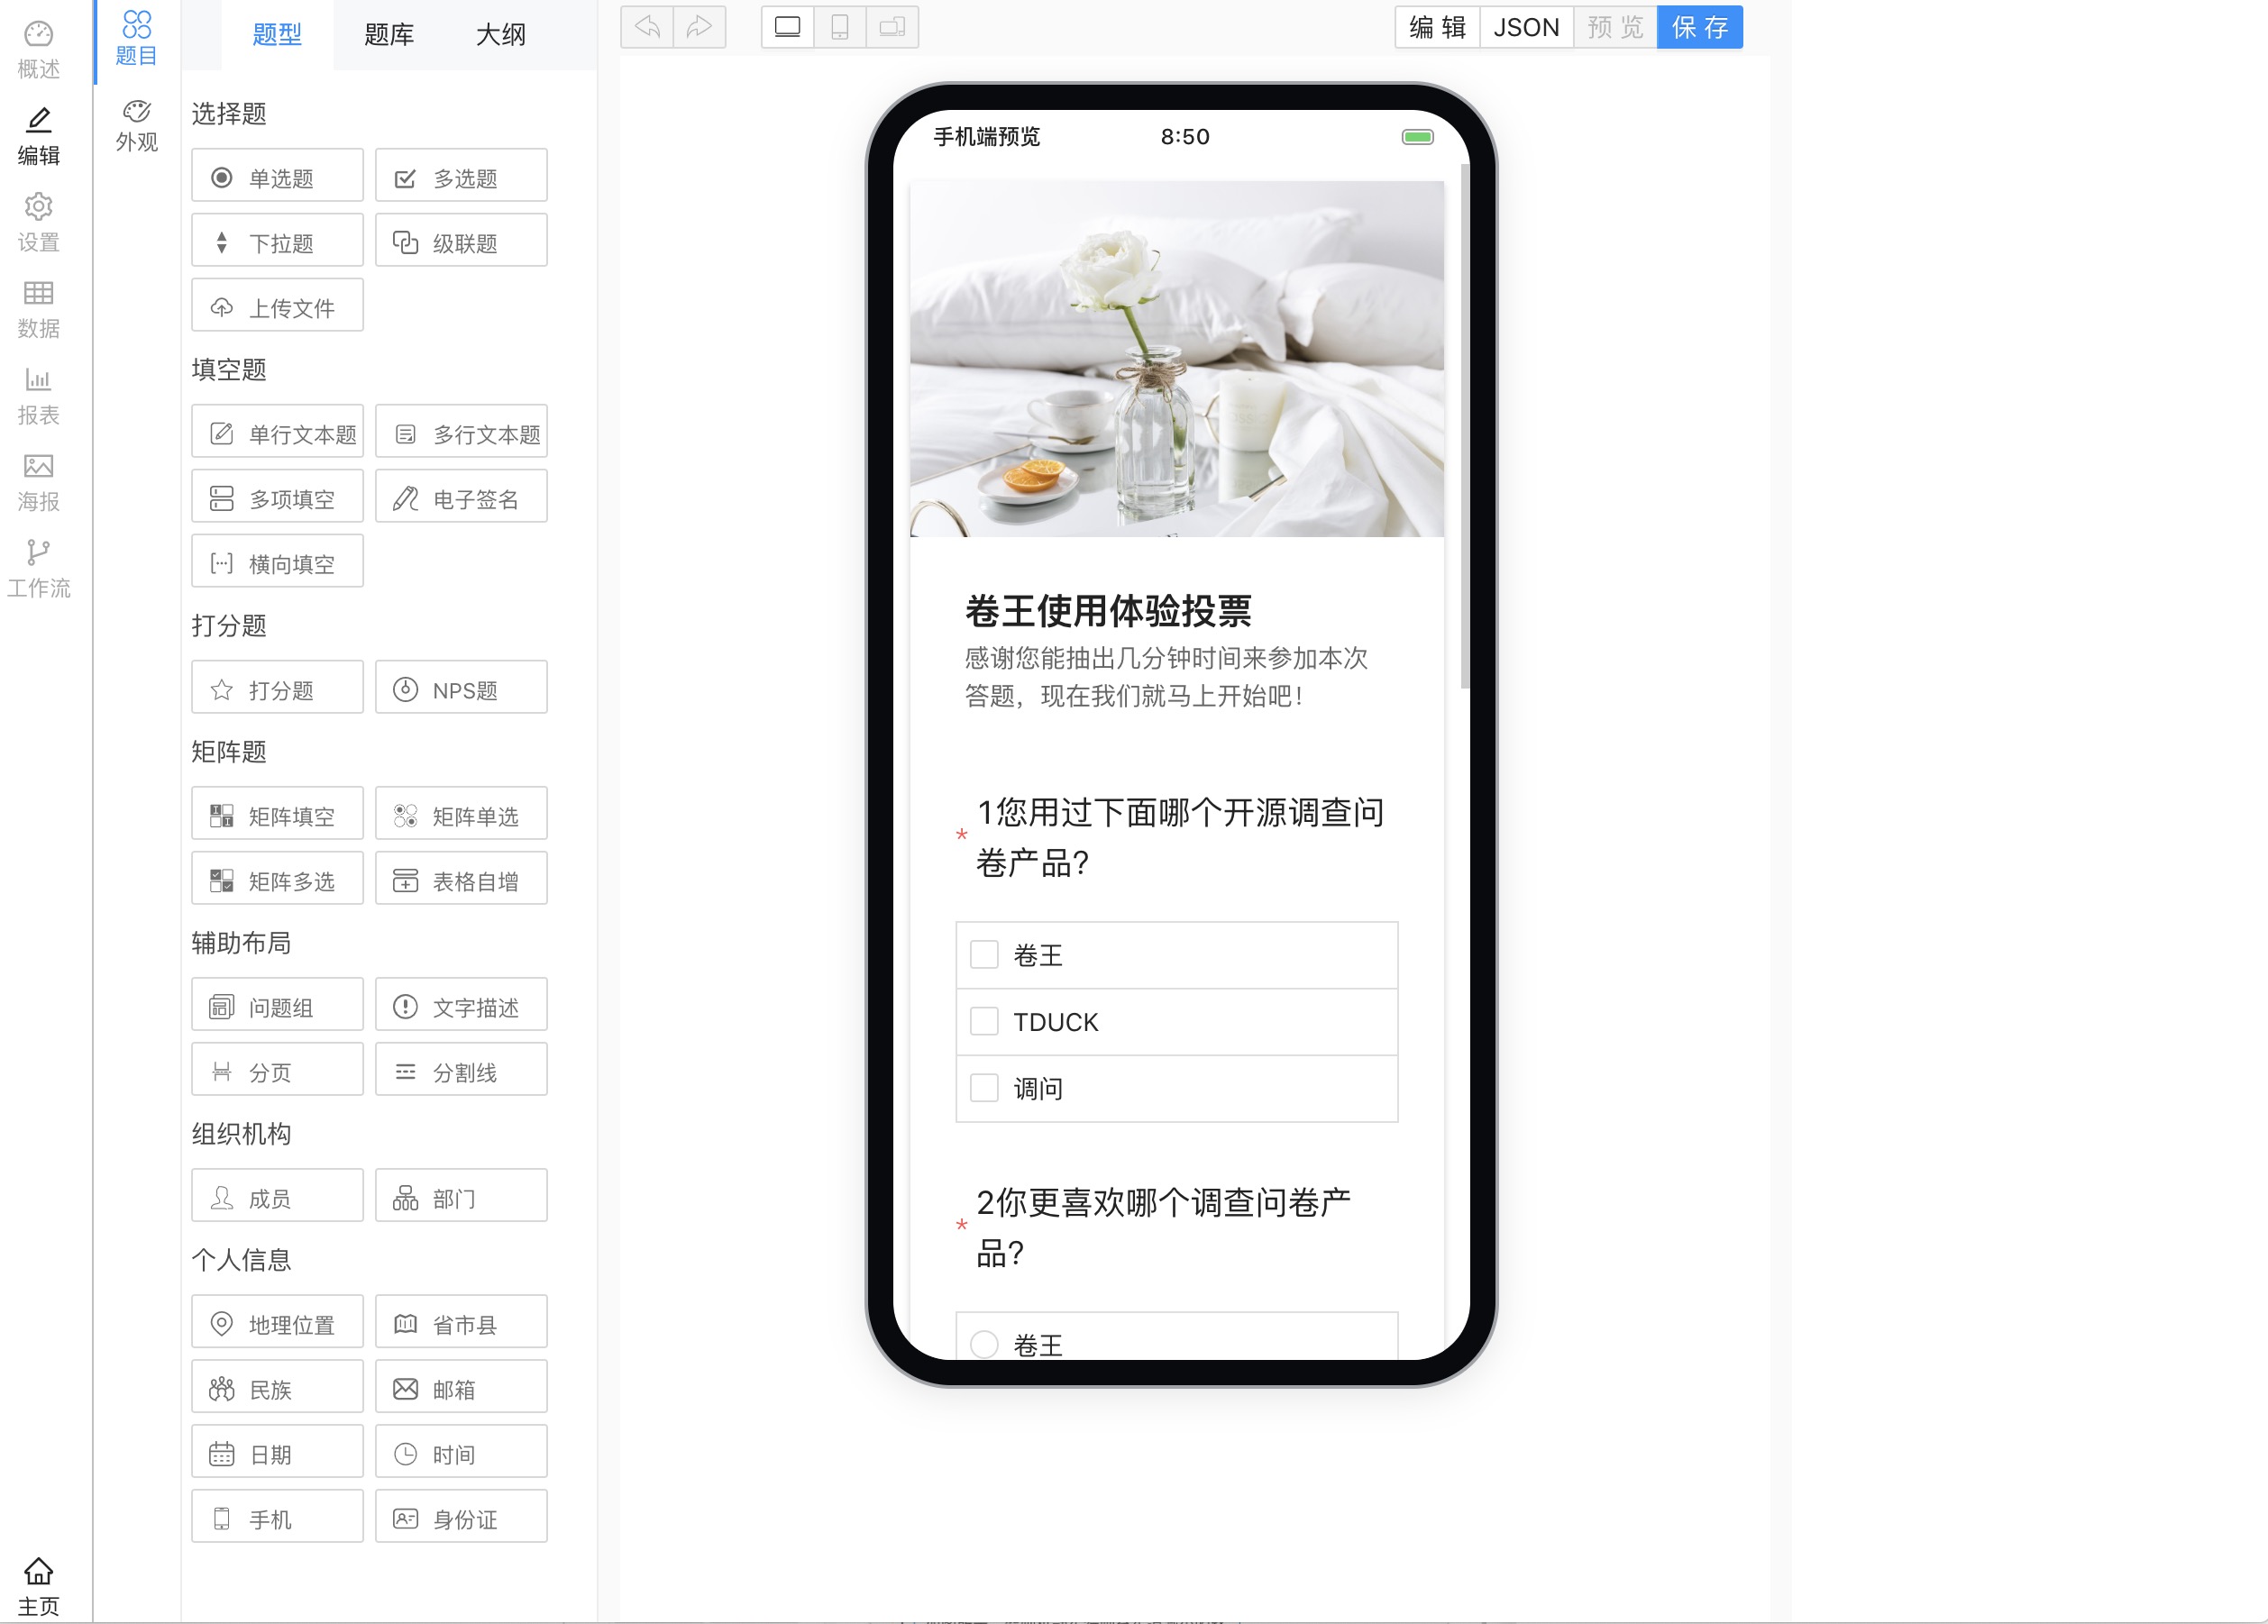 概述
编辑
设置
数据
报表
海报
工作流
主页
题目
外观
题型 题库 大纲
选择题
单选题 多选题
下拉题 级联题
上传文件
填空题
单行文本题 多行文本题
多项填空 电子签名
横向填空
打分题
打分题 NPS题
矩阵题
矩阵填空 矩阵单选
矩阵多选 表格自增
辅助布局
问题组 文字描述
分页 分割线
组织机构
成员 部门
个人信息
地理位置 省市县
民族 邮箱
日期 时间
手机 身份证
编辑 JSON 预览 保存
手机端预览 8:50
卷王使用体验投票
感谢您能抽出几分钟时间来参加本次
答题，现在我们就马上开始吧！
* 1您用过下面哪个开源调查问
卷产品?
卷王
TDUCK
调问
* 2你更喜欢哪个调查问卷产
品?
卷王